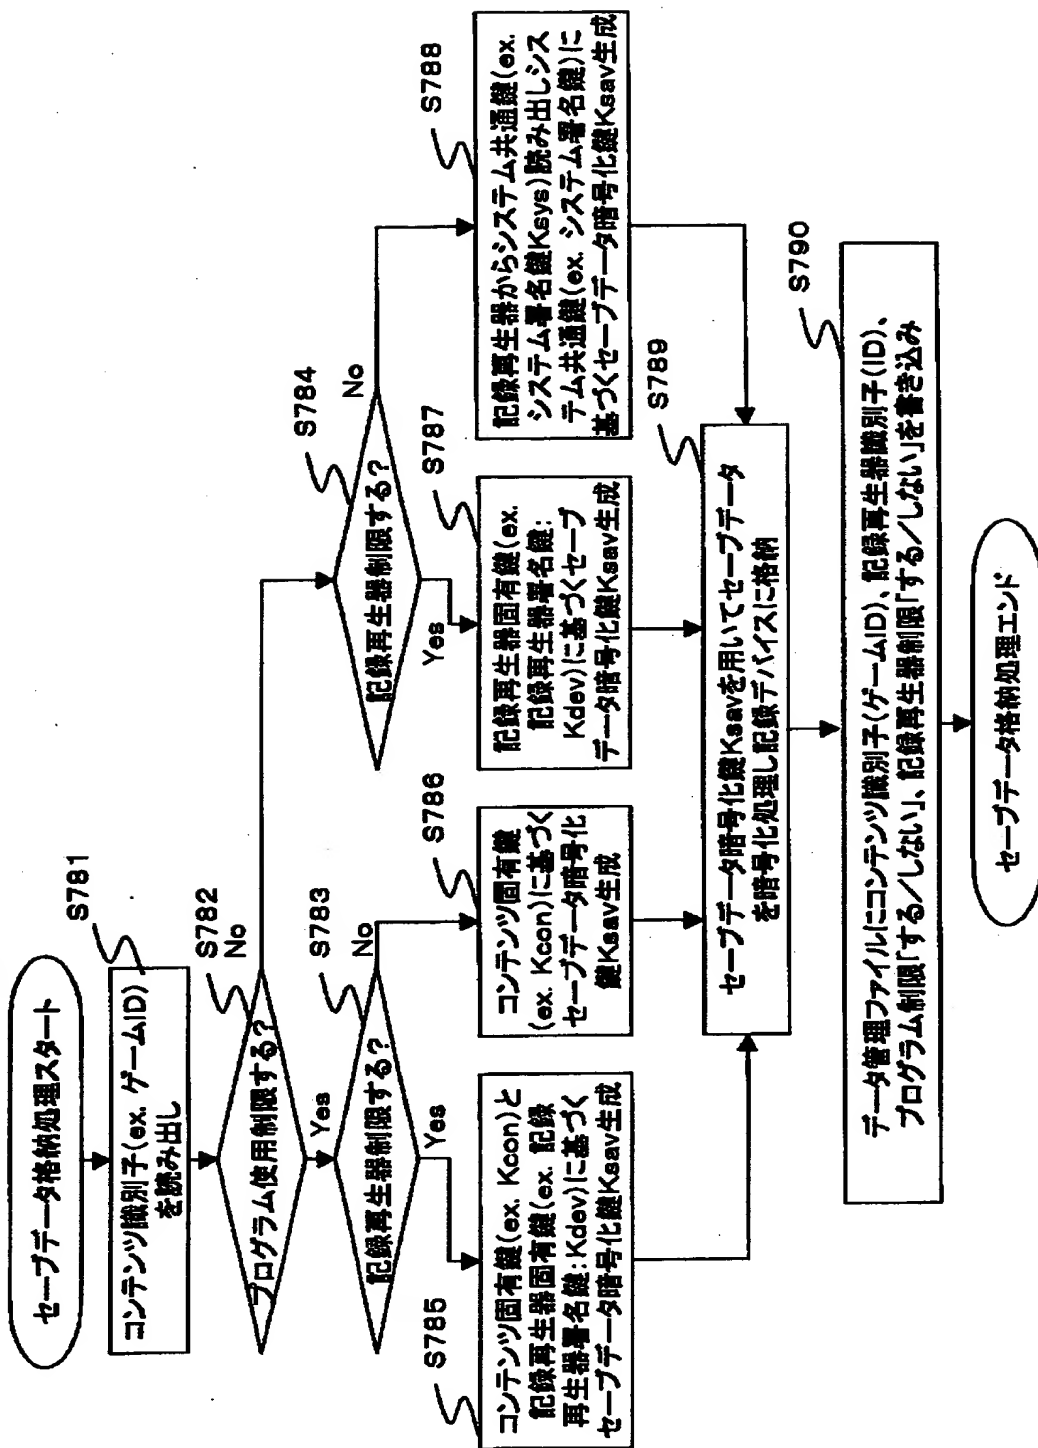 セーブデータ格納処理スタート
S781
コンテンツ識別子(ex. ゲームID)
を読み出し
S782
プログラム使用制限する?
No
Yes
S783
記録再生器制限する?
No
Yes
S784
記録再生器制限する?
No
Yes
S785
コンテンツ固有鍵(ex. Kcon)と
記録再生器固有鍵(ex. 記録
再生器署名鍵:Kdev)に基づく
セーブデータ暗号化鍵Ksav生成
S786
コンテンツ固有鍵
(ex. Kcon)に基づく
セーブデータ暗号化
鍵Ksav生成
S787
記録再生器固有鍵(ex.
記録再生器署名鍵:
Kdev)に基づくセーブ
データ暗号化鍵Ksav生成
S788
記録再生器からシステム共通鍵(ex.
システム署名鍵Ksys)読み出しシス
テム共通鍵(ex. システム署名鍵)に
基づくセーブデータ暗号化鍵Ksav生成
S789
セーブデータ暗号化鍵Ksavを用いてセーブデータ
を暗号化処理し記録デバイスに格納
S790
データ管理ファイルにコンテンツ識別子(ゲームID)、記録再生器識別子(ID)、
プログラム制限「する/しない」、記録再生器制限「する/しない」を書き込み
セーブデータ格納処理エンド